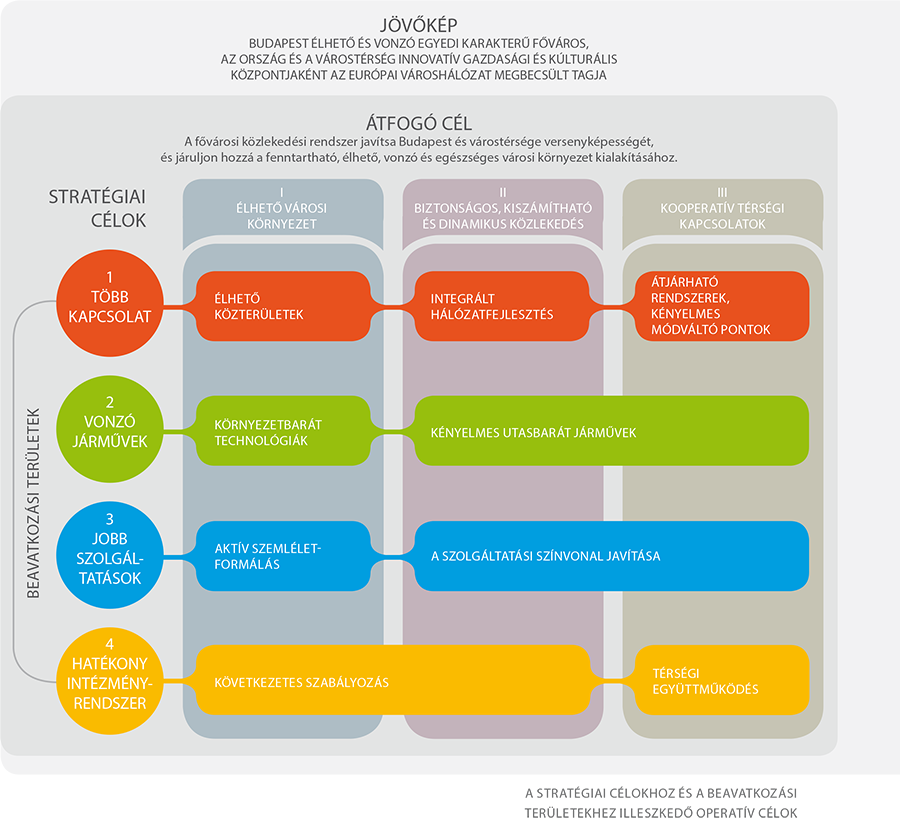 JÖVŐKÉP
BUDAPEST ÉLHETŐ ÉS VONZÓ EGYEDI KARAKTERŰ FŐVÁROS,
AZ ORSZÁG ÉS A VÁROSTÉRSÉG INNOVATÍV GAZDASÁGI ÉS KÚLTURÁLIS
KÖZPONTJAKÉNT AZ EURÓPAI VÁROSHÁLÓZAT MEGBECSÜLT TAGJA
ÁTFOGÓ CÉL
A fővárosi közlekedési rendszer javítsa Budapest és várostérsége versenyképességét,
és járuljon hozzá a fenntartható, élhető, vonzó és egészséges városi környezet kialakításához.
STRATÉGIAI
CÉLOK
I
ÉLHETŐ VÁROSI
KÖRNYEZET
II
BIZTONSÁGOS, KISZÁMÍTHATÓ
ÉS DINAMIKUS KÖZLEKEDÉS
III
KOOPERATÍV TÉRSÉGI
KAPCSOLATOK
BEAVATKOZÁSI TERÜLETEK
1
TÖBB
KAPCSOLAT
ÉLHETŐ
KÖZTERÜLETEK
INTEGRÁLT
HÁLÓZATFEJLESZTÉS
ÁTJÁRHATÓ
RENDSZEREK,
KÉNYELMES
MÓDVÁLTÓ PONTOK
2
VONZÓ
JÁRMŰVEK
KÖRNYEZETBARÁT
TECHNOLÓGIÁK
KÉNYELMES UTASBARÁT JÁRMŰVEK
3
JOBB
SZOLGÁL-
TATÁSOK
AKTÍV SZEMLÉLET-
FORMÁLÁS
A SZOLGÁLTATÁSI SZÍNVONAL JAVÍTÁSA
4
HATÉKONY
INTÉZMÉNY-
RENDSZER
KÖVETKEZETES SZABÁLYOZÁS
TÉRSÉGI
EGYÜTTMŰKÖDÉS
A STRATÉGIAI CÉLOKHOZ ÉS A BEAVATKOZÁSI
TERÜLETEKHEZ ILLESZKEDŐ OPERATÍV CÉLOK